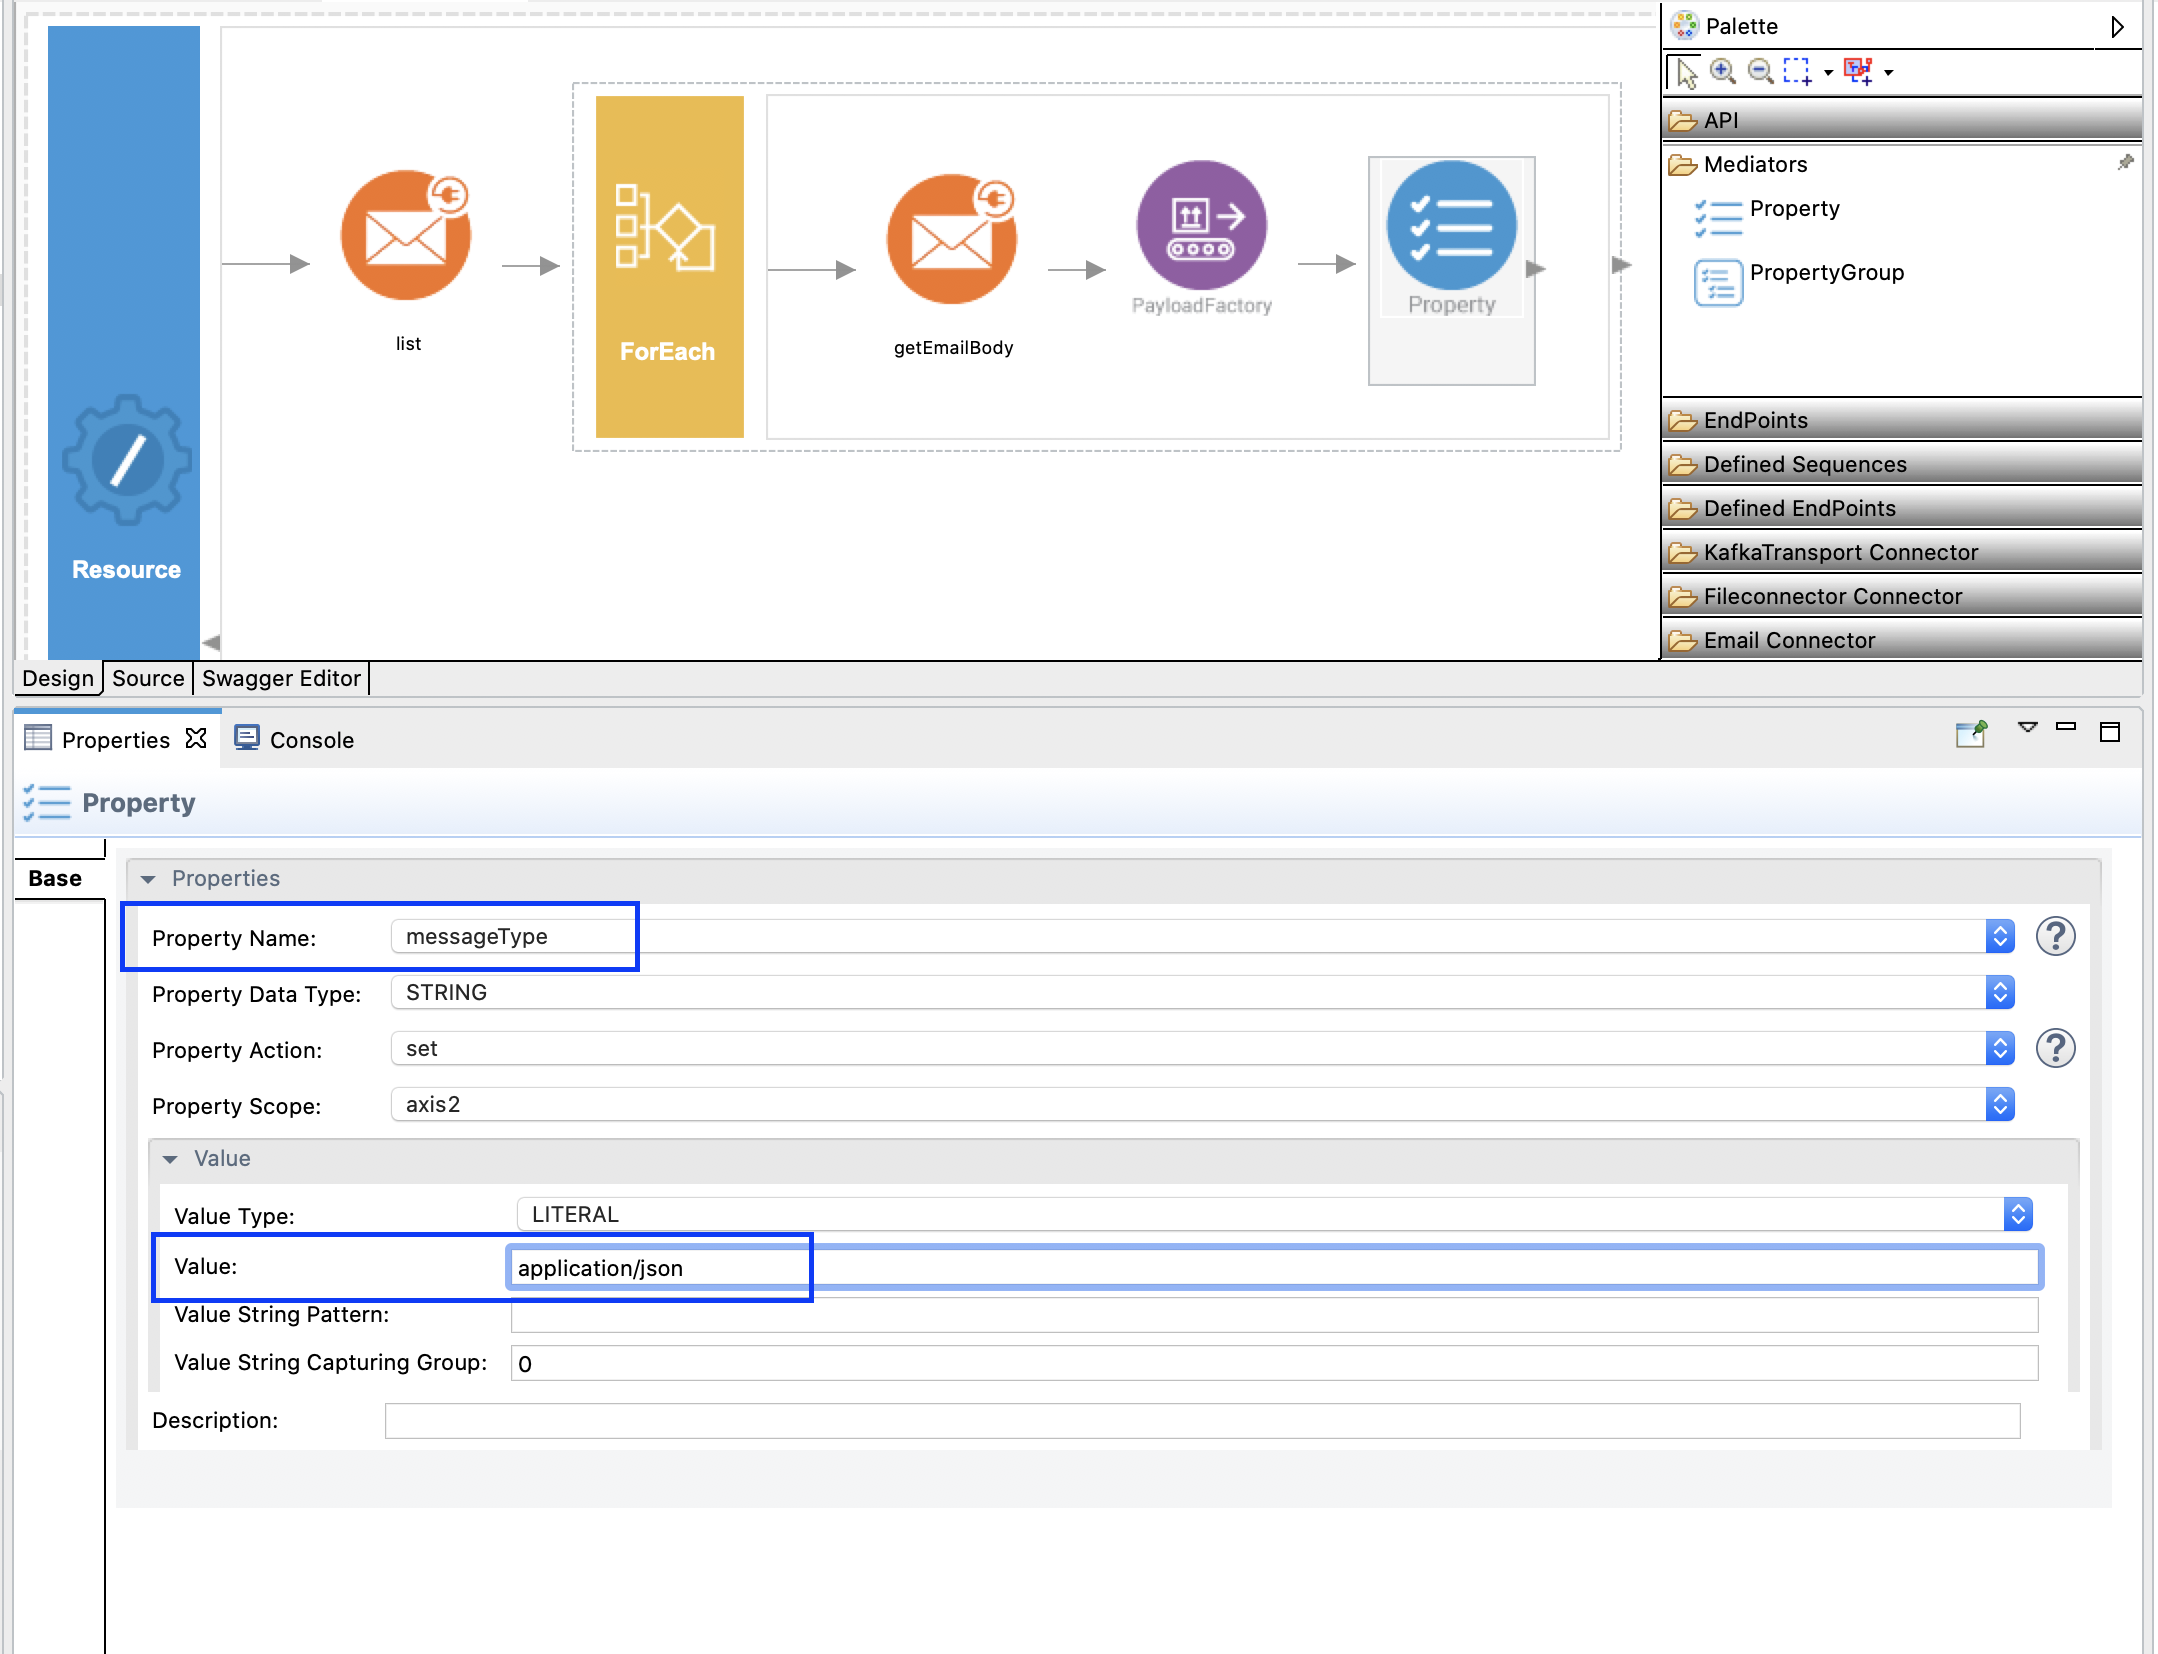 Palette
API
Mediators
Property
PropertyGroup
EndPoints
Defined Sequences
Defined EndPoints
KafkaTransport Connector
Fileconnector Connector
Email Connector
Resource
list
ForEach
getEmailBody
PayloadFactory
Property
Design Source Swagger Editor
Properties Console
Property
Base
Properties
Property Name: messageType ?
Property Data Type: STRING
Property Action: set ?
Property Scope: axis2
Value
Value Type: LITERAL
Value: application/json
Value String Pattern:
Value String Capturing Group: 0
Description: